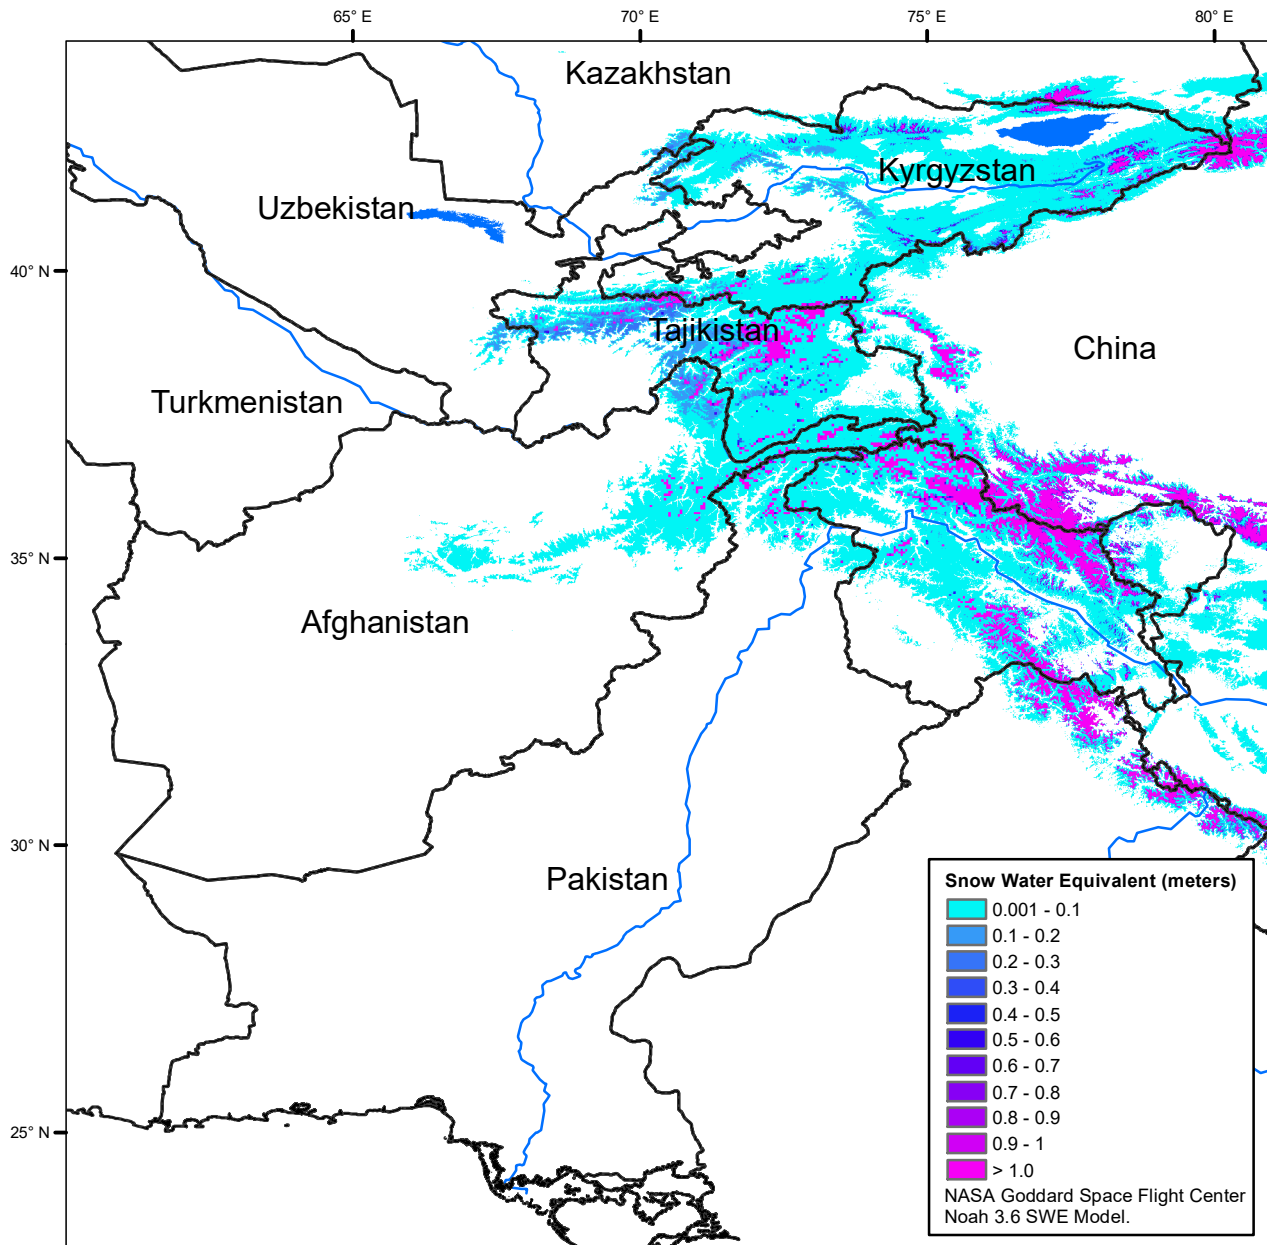 65° E
70° E
75° E
80° E
Kazakhstan
Kyrgyzstan
Uzbekistan
40° N
Tajikistan
China
Turkmenistan
35° N
Afghanistan
30° N
Pakistan
25° N
Snow Water Equivalent (meters)
0.001 - 0.1
0.1 - 0.2
0.2 - 0.3
0.3 - 0.4
0.4 - 0.5
0.5 - 0.6
0.6 - 0.7
0.7 - 0.8
0.8 - 0.9
0.9 - 1
> 1.0
NASA Goddard Space Flight Center
Noah 3.6 SWE Model.